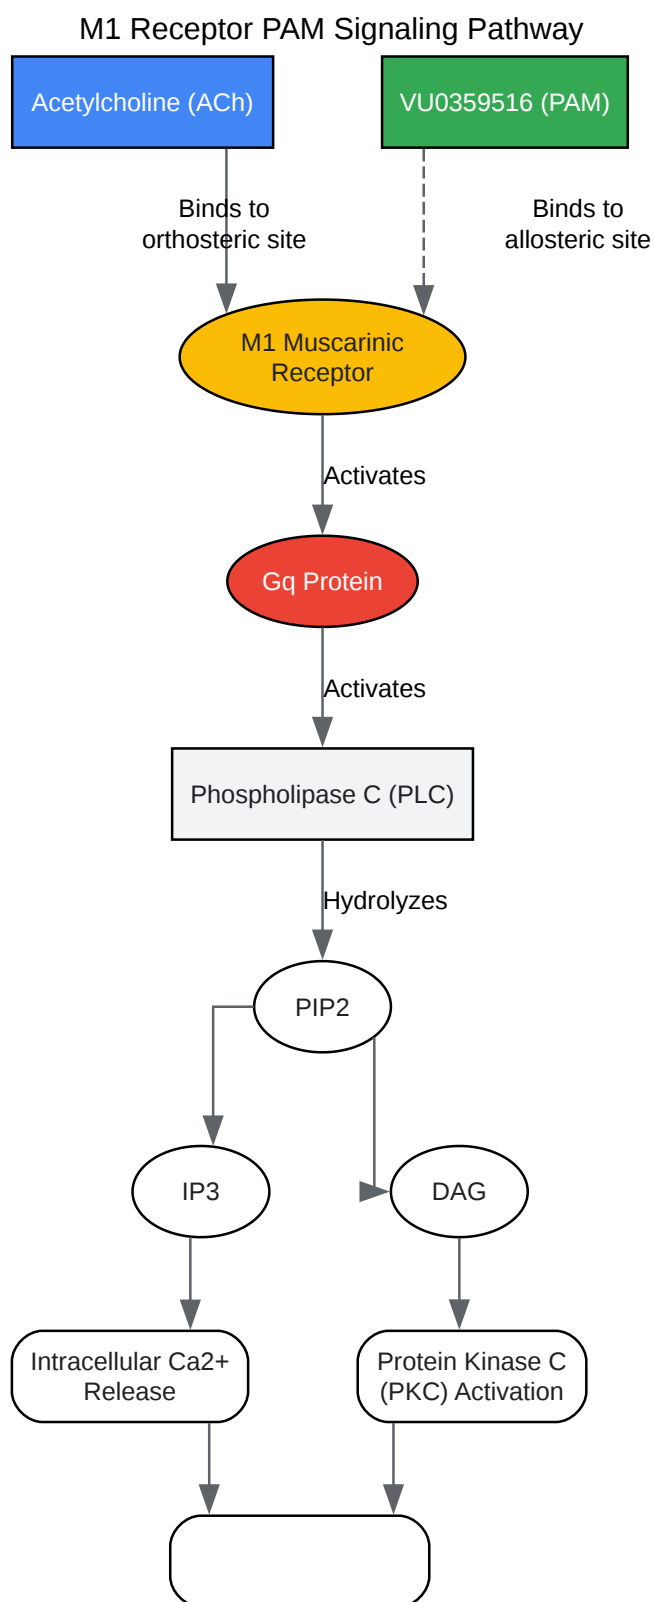 M1 Receptor PAM Signaling Pathway
Acetylcholine (ACh)
VU0359516 (PAM)
Binds to
orthosteric site
Binds to
allosteric site
M1 Muscarinic
Receptor
Activates
Gq Protein
Activates
Phospholipase C (PLC)
Hydrolyzes
PIP2
IP3
DAG
Intracellular Ca2+
Release
Protein Kinase C
(PKC) Activation